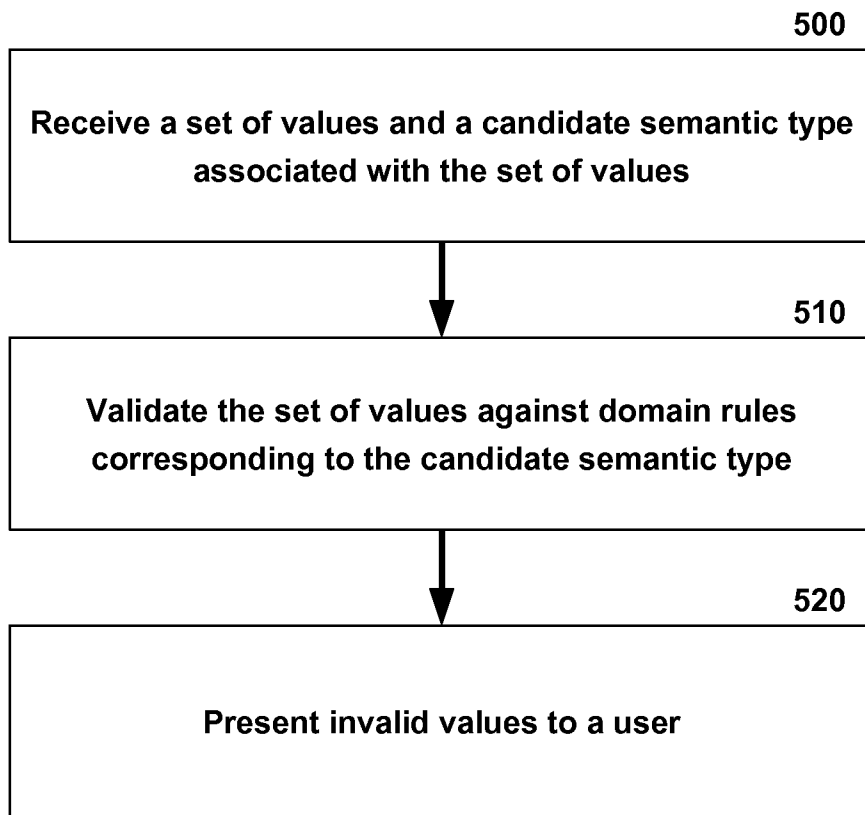 500
Receive a set of values and a candidate semantic type
associated with the set of values
510
Validate the set of values against domain rules
corresponding to the candidate semantic type
520
Present invalid values to a user